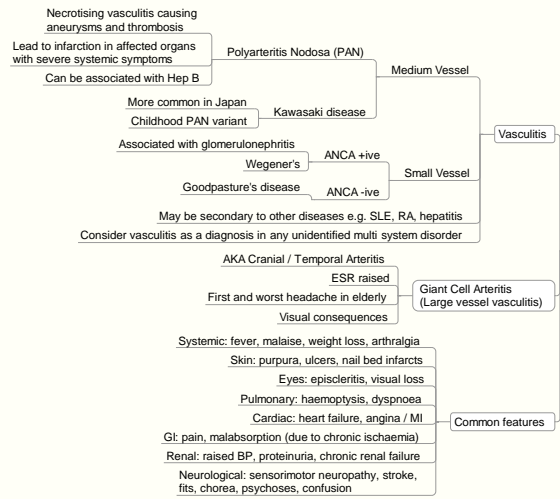 Necrotising vasculitis causing
aneurysms and thrombosis
Lead to infarction in affected organs
with severe systemic symptoms
Can be associated with Hep B
Polyarteritis Nodosa (PAN)
More common in Japan
Childhood PAN variant
Kawasaki disease
Medium Vessel
Associated with glomerulonephritis
Wegener's
ANCA +ive
Goodpasture's disease
ANCA -ive
Small Vessel
May be secondary to other diseases e.g. SLE, RA, hepatitis
Consider vasculitis as a diagnosis in any unidentified multi system disorder
Vasculitis
AKA Cranial / Temporal Arteritis
ESR raised
First and worst headache in elderly
Visual consequences
Giant Cell Arteritis
(Large vessel vasculitis)
Systemic: fever, malaise, weight loss, arthralgia
Skin: purpura, ulcers, nail bed infarcts
Eyes: episcleritis, visual loss
Pulmonary: haemoptysis, dyspnoea
Cardiac: heart failure, angina / MI
GI: pain, malabsorption (due to chronic ischaemia)
Renal: raised BP, proteinuria, chronic renal failure
Neurological: sensorimotor neuropathy, stroke,
fits, chorea, psychoses, confusion
Common features